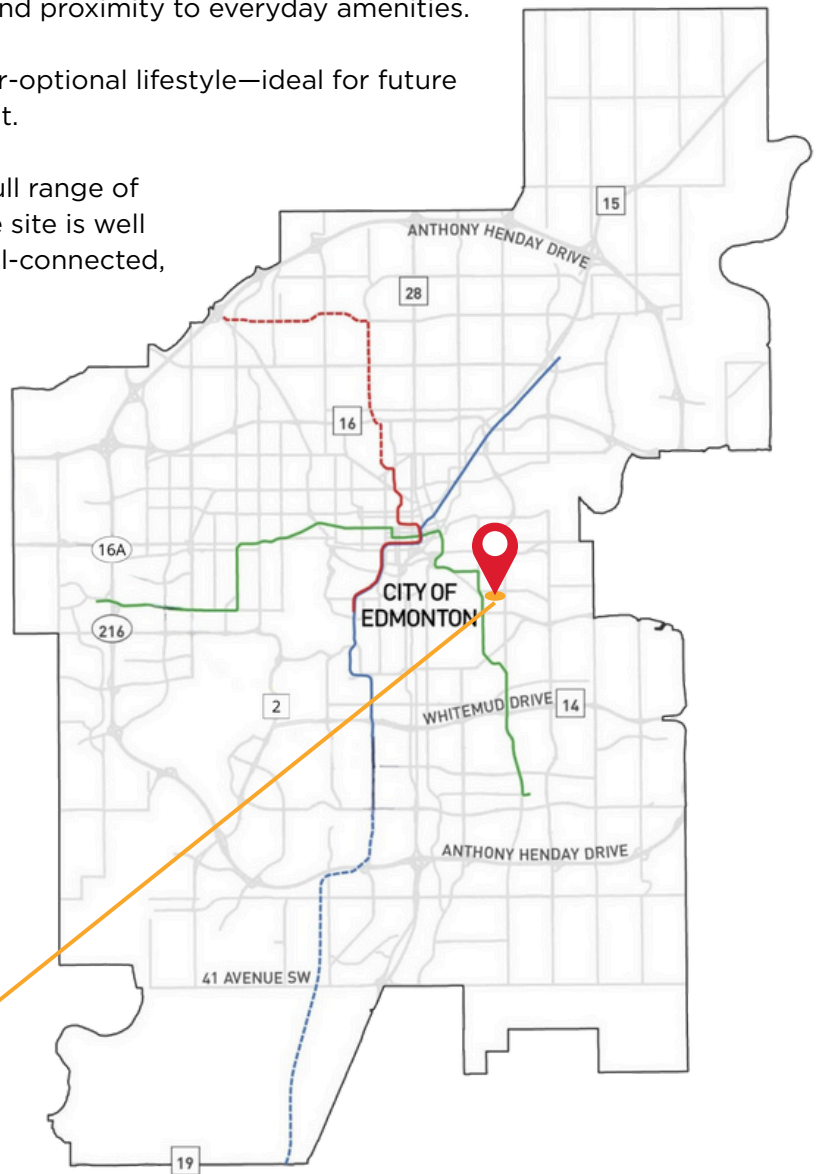 nd proximity to everyday amenities.
r-optional lifestyle—ideal for future
t.
ull range of
e site is well
l-connected,
15
ANTHONY HENDAY DRIVE
28
16
16A
CITY OF
EDMONTON
216
2
WHITEMUD DRIVE
14
ANTHONY HENDAY DRIVE
41 AVENUE SW
19